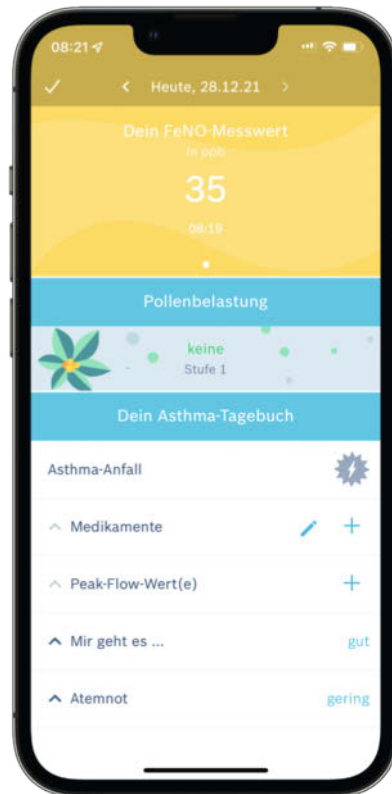 08:21
Heute, 28.12.21
Dein FeNO-Messwert
in ppb
35
08:19
Pollenbelastung
keine
Stufe 1
Dein Asthma-Tagebuch
Asthma-Anfall
Medikamente
Peak-Flow-Wert(e)
Mir geht es ...
gut
Atemnot
gering